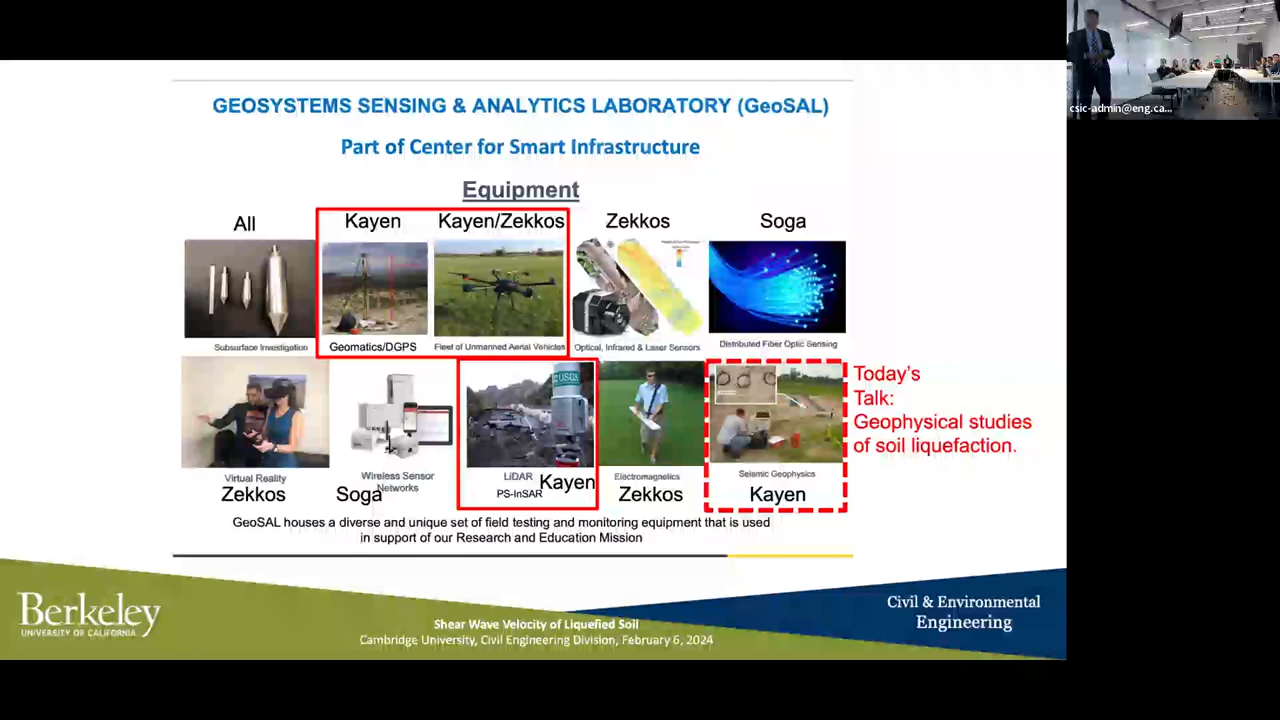 csic-admin@eng.ca...
GEOSYSTEMS SENSING & ANALYTICS LABORATORY (GeoSAL)
Part of Center for Smart Infrastructure
Equipment
All
Kayen
Kayen/Zekkos
Zekkos
Soga
Subsurface Investigation
Geomatics/DGPS
Fleet of Unmanned Aerial Vehicles
Optical, Infrared & Laser Sensors
Distributed Fiber Optic Sensing
USGS
Today's
Talk:
Geophysical studies
of soil liquefaction.
Virtual Reality
Zekkos
Wireless Sensor
Networks
Soga
LiDAR
PS-InSAR
Kayen
Electromagnetics
Zekkos
Seismic Geophysics
Kayen
GeoSAL houses a diverse and unique set of field testing and monitoring equipment that is used
in support of our Research and Education Mission
Berkeley
UNIVERSITY OF CALIFORNIA
Shear Wave Velocity of Liquefied Soil
Cambridge University, Civil Engineering Division, February 6, 2024
Civil & Environmental
Engineering